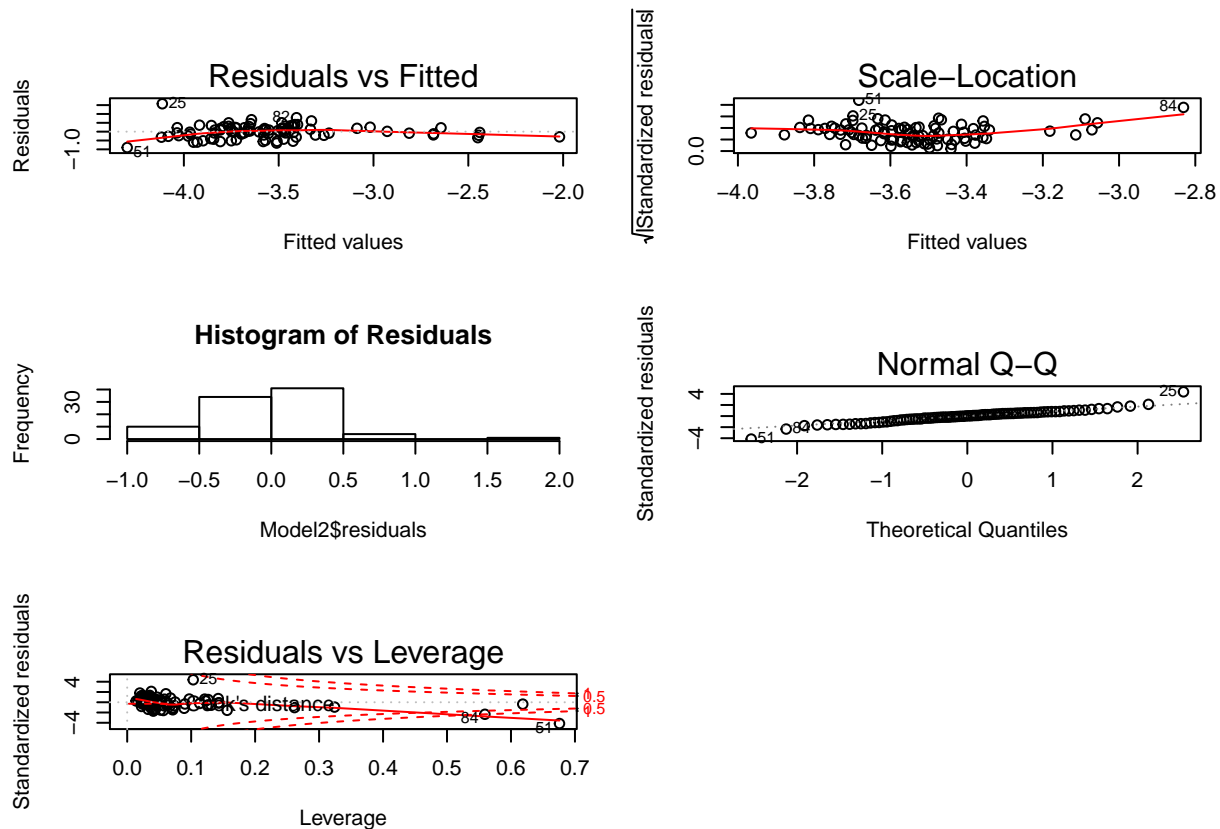 Residuals vs Fitted
Residuals
−1.0
25
82
51
−4.0 −3.5 −3.0 −2.5 −2.0
Fitted values
Scale−Location
√|Standardized residuals|
0.0
51
25
84
−4.0 −3.8 −3.6 −3.4 −3.2 −3.0 −2.8
Fitted values
Histogram of Residuals
Frequency
0 30
−1.0 −0.5 0.0 0.5 1.0 1.5 2.0
Model2$residuals
Normal Q−Q
Standardized residuals
−4 4
25
84
51
−2 −1 0 1 2
Theoretical Quantiles
Residuals vs Leverage
Standardized residuals
−4 4
25
distance
84
51
1
0.5
0.5
1
0.0 0.1 0.2 0.3 0.4 0.5 0.6 0.7
Leverage